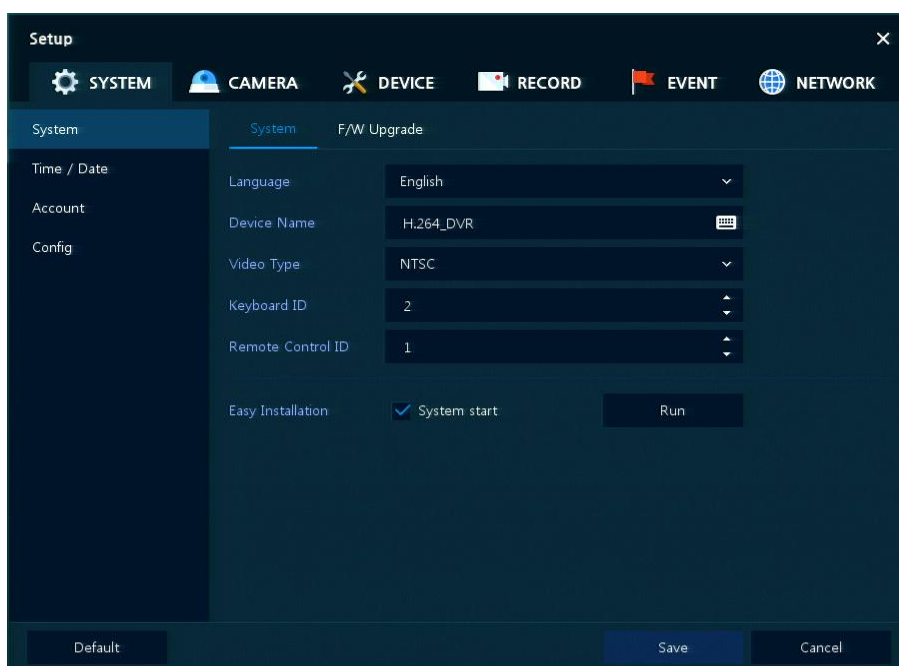 Setup
SYSTEM CAMERA DEVICE RECORD EVENT NETWORK
System
System F/W Upgrade
Time / Date
Account
Config
Language English
Device Name H.264_DVR
Video Type NTSC
Keyboard ID 2
Remote Control ID 1
Easy Installation System start Run
Default Save Cancel